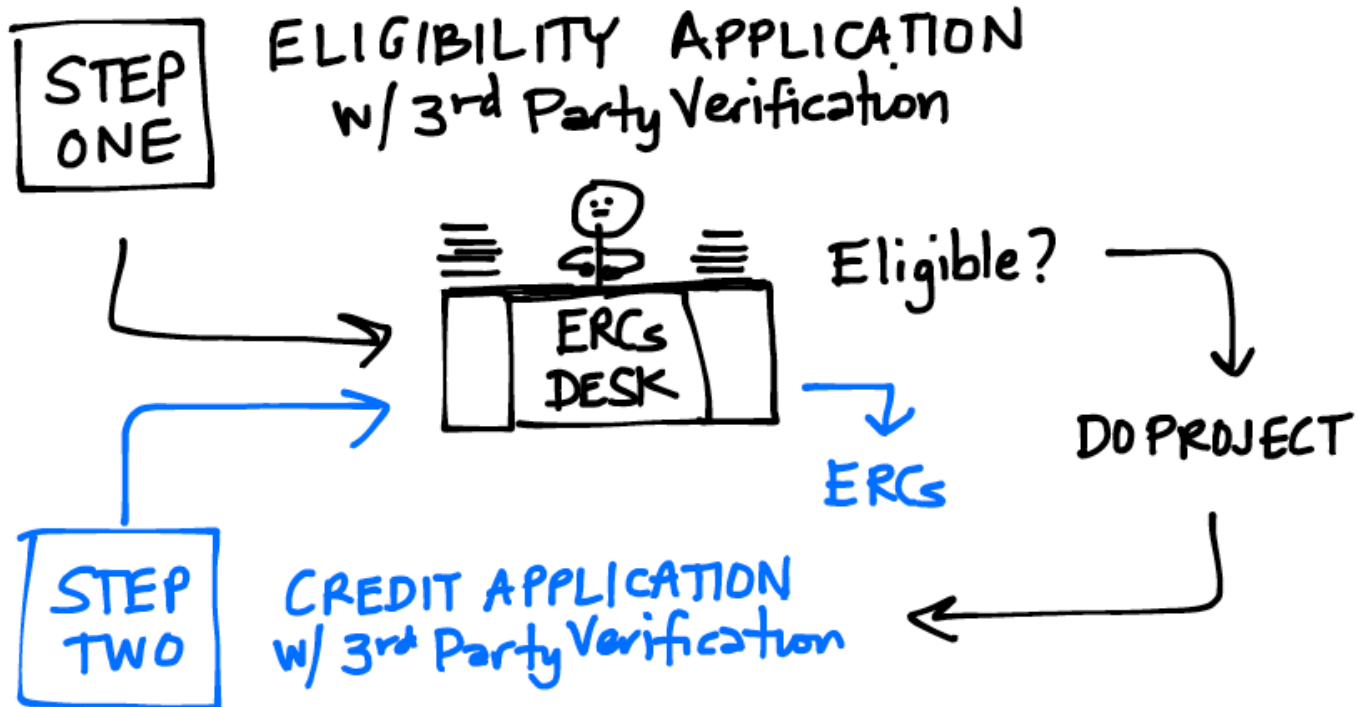 STEP
ONE
ELIGIBILITY APPLICATION
w/ 3rd Party Verification
Eligible?
ERCs
DESK
DO PROJECT
ERCs
STEP
TWO
CREDIT APPLICATION
w/ 3rd Party Verification